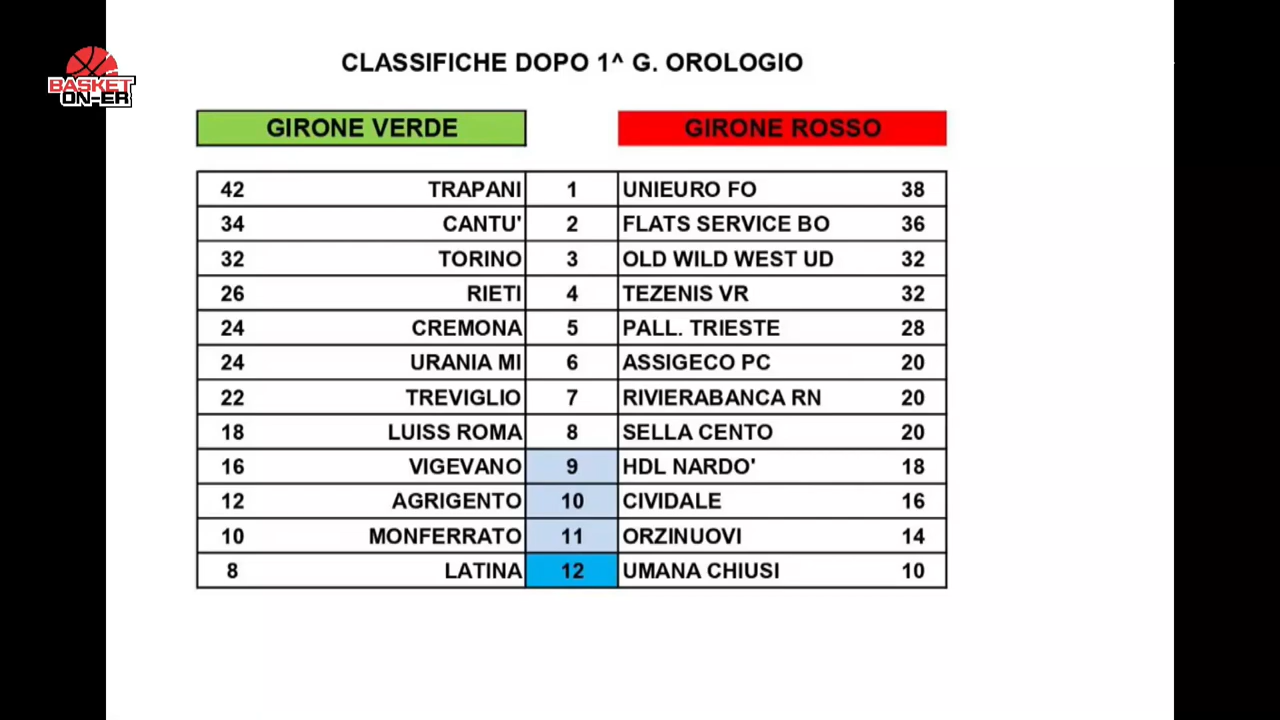 BASKET
ON-ER
CLASSIFICHE DOPO 1^ G. OROLOGIO
GIRONE VERDE GIRONE ROSSO
42 TRAPANI 1 UNIEURO FO 38
34 CANTU' 2 FLATS SERVICE BO 36
32 TORINO 3 OLD WILD WEST UD 32
26 RIETI 4 TEZENIS VR 32
24 CREMONA 5 PALL. TRIESTE 28
24 URANIA MI 6 ASSIGECO PC 20
22 TREVIGLIO 7 RIVIERABANCA RN 20
18 LUISS ROMA 8 SELLA CENTO 20
16 VIGEVANO 9 HDL NARDO' 18
12 AGRIGENTO 10 CIVIDALE 16
10 MONFERRATO 11 ORZINUOVI 14
8 LATINA 12 UMANA CHIUSI 10